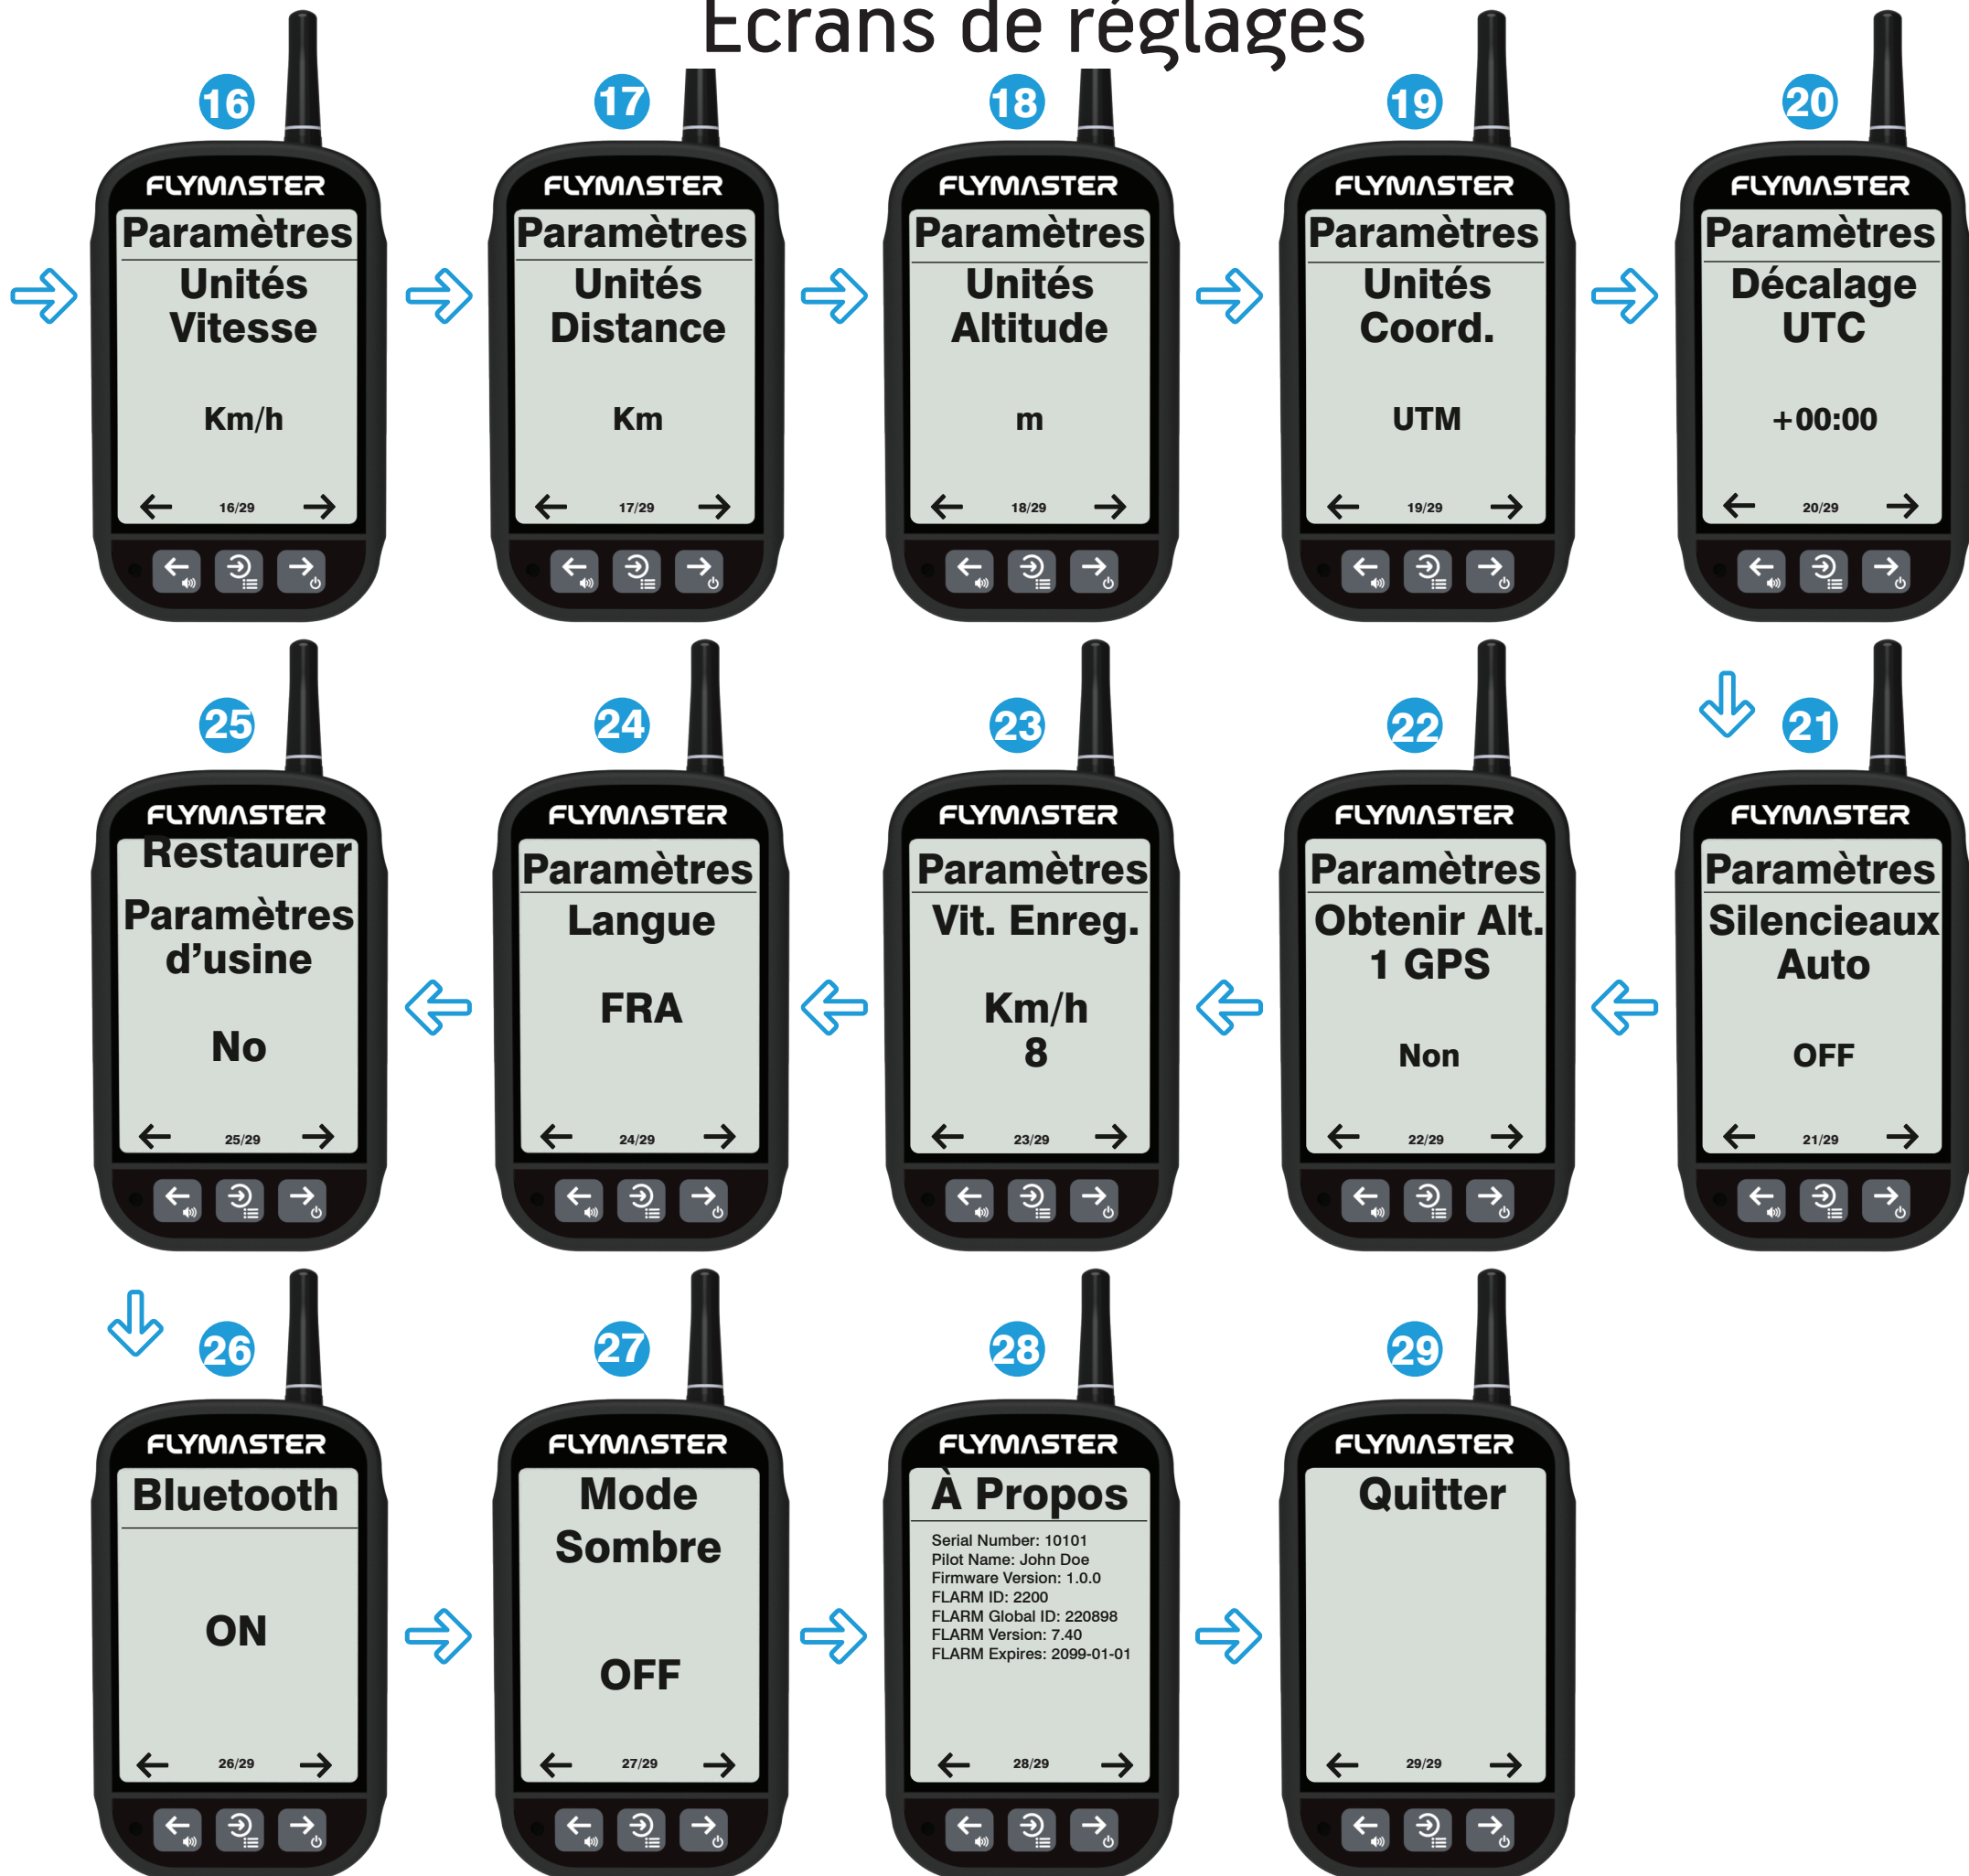 Ecrans de réglages
16
FLYMASTER
Paramètres
Unités
Vitesse
Km/h
16/29
17
FLYMASTER
Paramètres
Unités
Distance
Km
17/29
18
FLYMASTER
Paramètres
Unités
Altitude
m
18/29
19
FLYMASTER
Paramètres
Unités
Coord.
UTM
19/29
20
FLYMASTER
Paramètres
Décalage
UTC
+00:00
20/29
21
FLYMASTER
Paramètres
Silencieaux
Auto
OFF
21/29
22
FLYMASTER
Paramètres
Obtenir Alt.
1 GPS
Non
22/29
23
FLYMASTER
Paramètres
Vit. Enreg.
Km/h
8
23/29
24
FLYMASTER
Paramètres
Langue
FRA
24/29
25
FLYMASTER
Restaurer
Paramètres
d’usine
No
25/29
26
FLYMASTER
Bluetooth
ON
26/29
27
FLYMASTER
Mode
Sombre
OFF
27/29
28
FLYMASTER
À Propos
Serial Number: 10101
Pilot Name: John Doe
Firmware Version: 1.0.0
FLARM ID: 2200
FLARM Global ID: 220898
FLARM Version: 7.40
FLARM Expires: 2099-01-01
28/29
29
FLYMASTER
Quitter
29/29